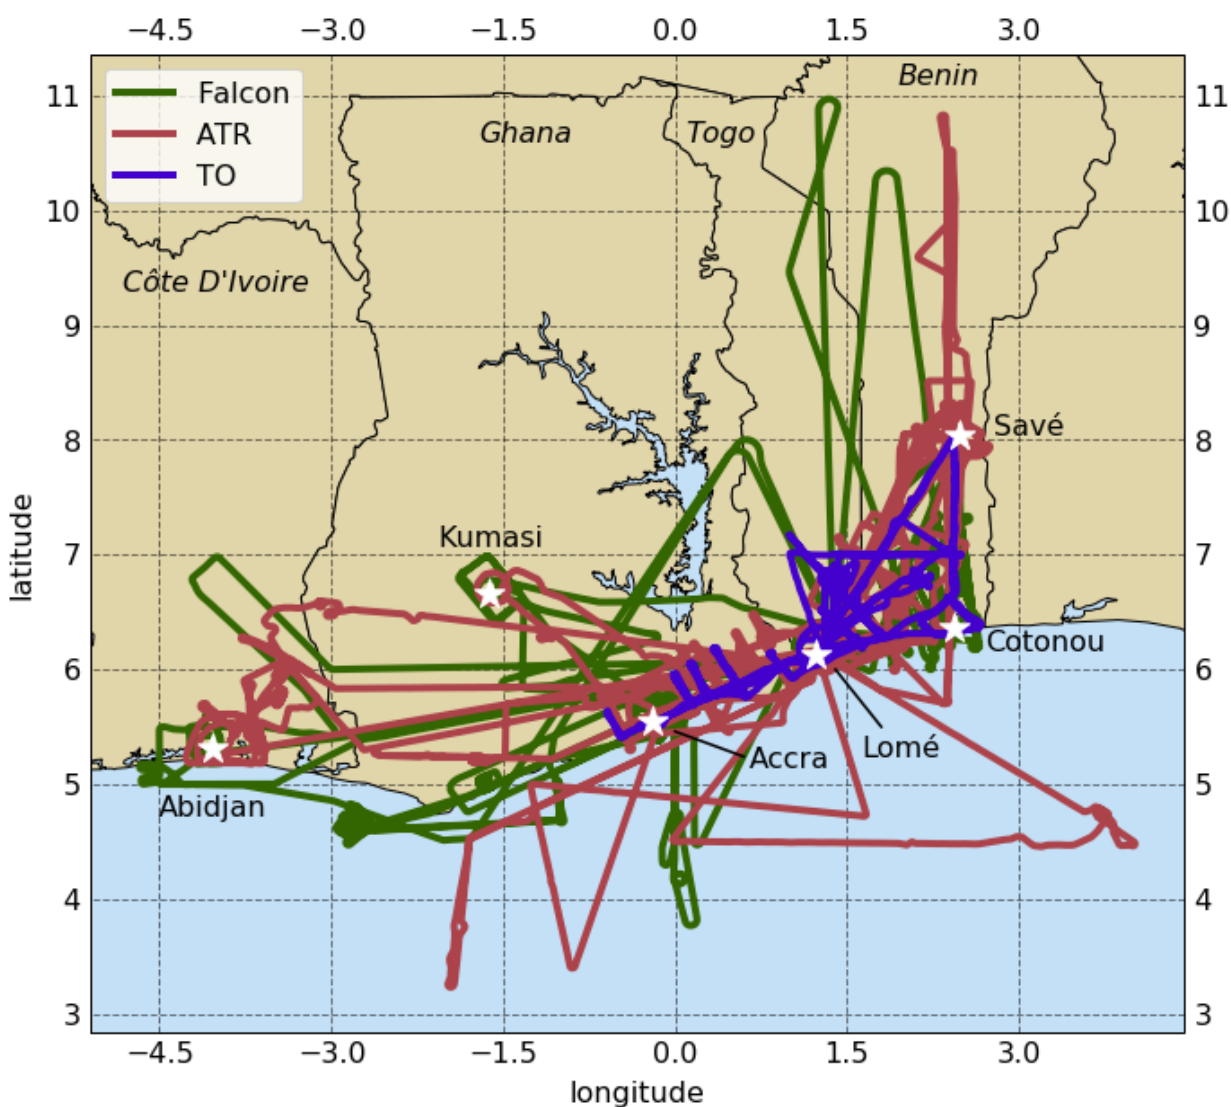 −4.5 −3.0 −1.5 0.0 1.5 3.0
Falcon
ATR
TO
Benin
Ghana
Togo
Côte D'Ivoire
Savé
Kumasi
Cotonou
Lomé
Accra
Abidjan
11 11
10 10
9 9
8 8
7 7
6 6
5 5
4 4
3 3
latitude
−4.5 −3.0 −1.5 0.0 1.5 3.0
longitude